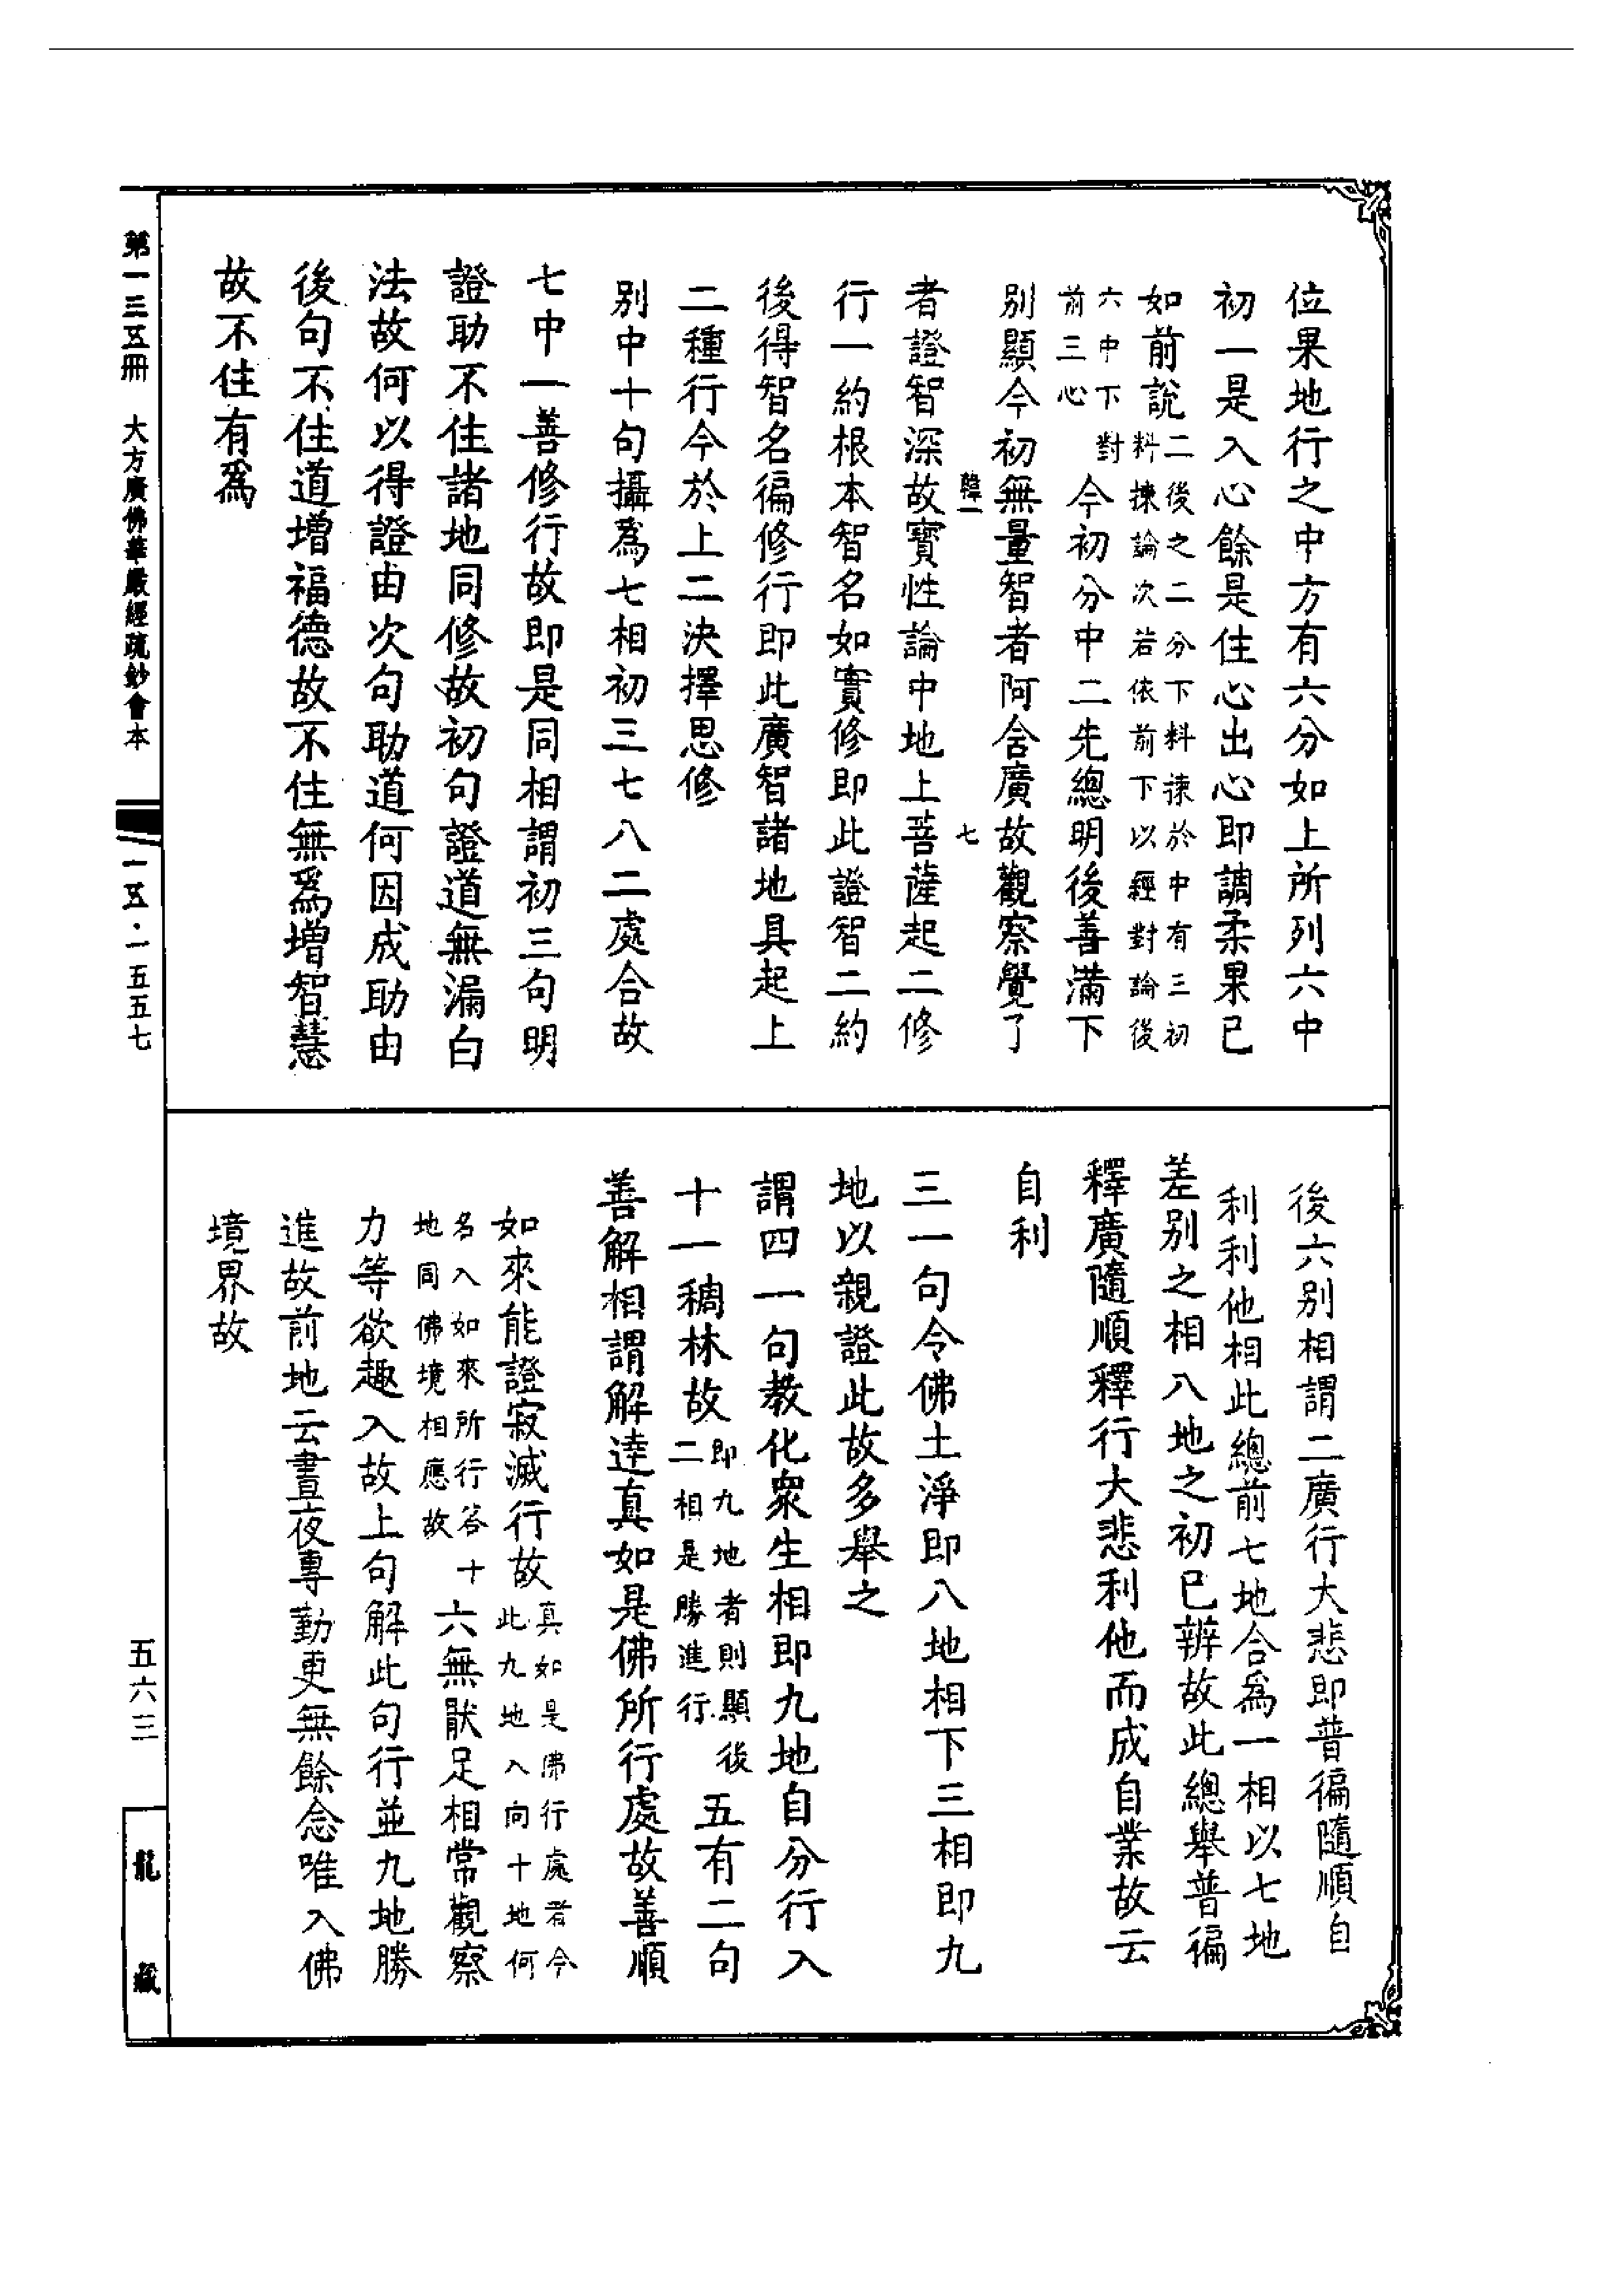 位果地行之中方有六分如上所列六中
初一是入心餘是住心出心即調柔果已
如前說二後之二分下料揀於中有三初
料揀論次若依前下以經對論後
六中下對
前三心
今初分中二先總明後善滿下
別顯今初無量智者阿含廣故觀察覺了
韓一 七
者證智深故寶性論中地上菩薩起二修
行一約根本智名如實修即此證智二約
後得智名徧修行即此廣智諸地具起上
二種行今於上二決擇思修
别中十句攝爲七相初三七八二處合故
七中一善修行故即是同相謂初三句明
證助不住諸地同修故初句證道無漏白
法故何以得證由次句助道何因成助由
後句不住道增福德故不住無爲增智慧
故不住有爲
後六别相謂二廣行大悲即普徧隨順自
利利他相此總前七地合爲一相以七地
差别之相八地之初已辨故此總舉普徧
釋廣隨順釋行大悲利他而成自業故云
自利
三一句令佛土淨即八地相下三相即九
地以親證此故多舉之
謂四一句教化衆生相即九地自分行入
十一稠林故即九地者則顯後
二相是勝進行
五有二句
善解相謂解達真如是佛所行處故善順
如來能證寂滅行故真如是佛行處者今
此九地入向十地何
名入如來所行答十
地同佛境相應故
六無猒足相常觀察
力等欲趣入故上句解此句行並九地勝
進故前地云晝夜專勤更無餘念唯入佛
境界故
第一三五冊 大方廣佛華嚴經疏鈔會本
一五·一五五七
五六三
龍藏